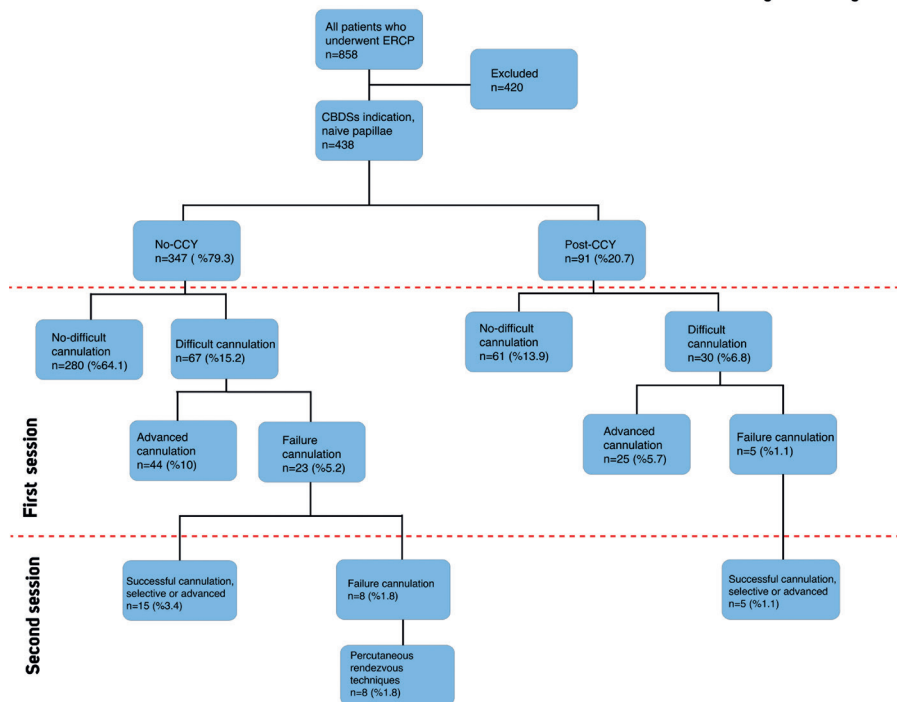 All patients who
underwent ERCP
n=858
Excluded
n=420
CBDSs indication,
naive papillae
n=438
No-CCY
n=347 ( %79.3)
Post-CCY
n=91 (%20.7)
No-difficult
cannulation
n=280 (%64.1)
Difficult cannulation
n=67 (%15.2)
No-difficult
cannulation
n=61 (%13.9)
Difficult
cannulation
n=30 (%6.8)
First session
Advanced
cannulation
n=44 (%10)
Failure
cannulation
n=23 (%5.2)
Advanced
cannulation
n=25 (%5.7)
Failure cannulation
n=5 (%1.1)
Second session
Successful cannulation,
selective or advanced
n=15 (%3.4)
Failure cannulation
n=8 (%1.8)
Successful cannulation,
selective or advanced
n=5 (%1.1)
Percutaneous
rendezvous
techniques
n=8 (%1.8)